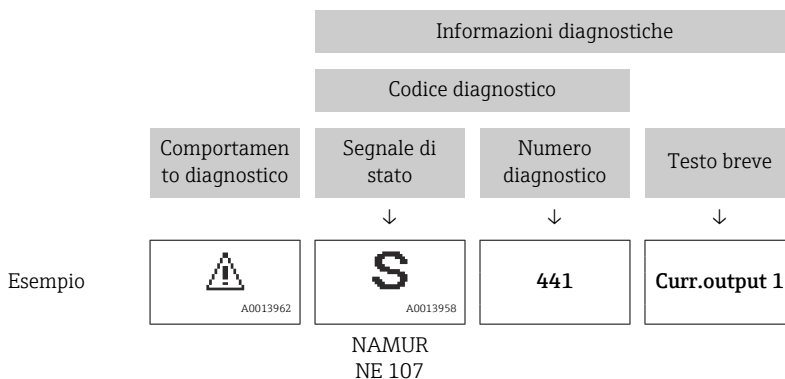 Informazioni diagnostiche
Codice diagnostico
Comportamen
to diagnostico
Segnale di
stato
Numero
diagnostico
Testo breve
↓ ↓ ↓
Esempio
A0013962
S
A0013958
441
Curr.output 1
NAMUR
NE 107